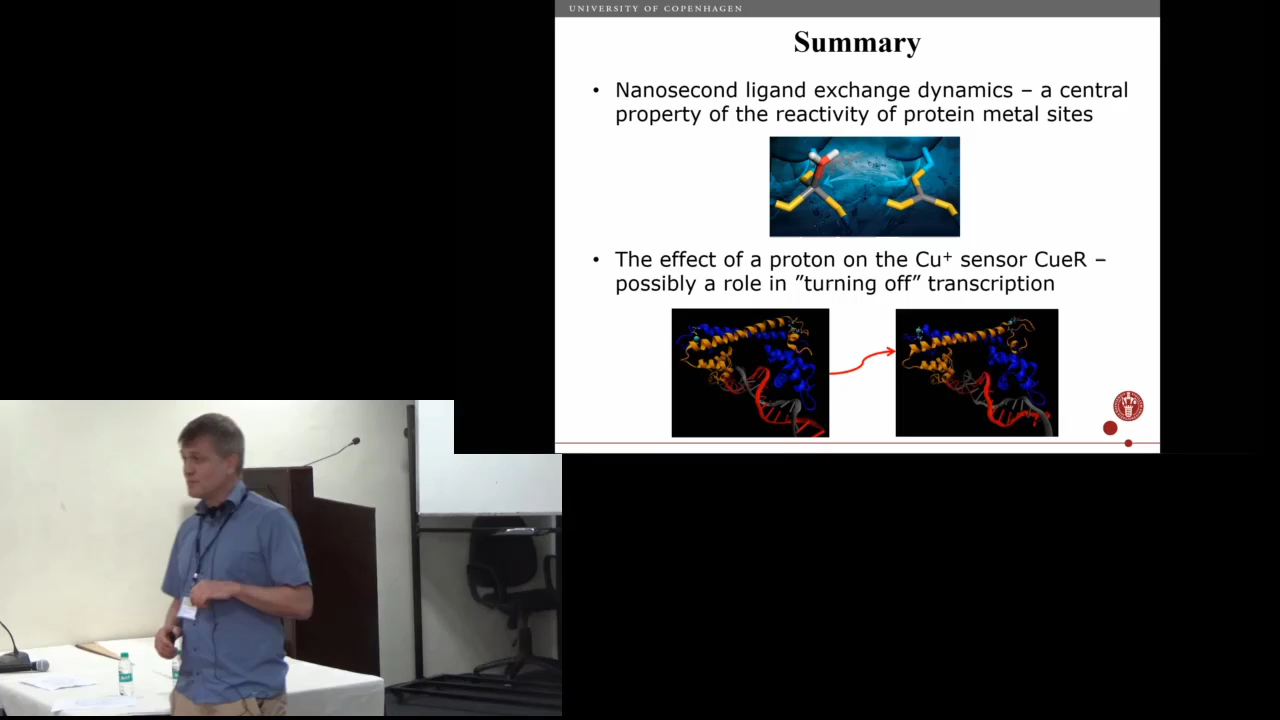 UNIVERSITY OF COPENHAGEN
Summary
• Nanosecond ligand exchange dynamics – a central
property of the reactivity of protein metal sites
• The effect of a proton on the Cu⁺ sensor CueR –
possibly a role in ”turning off” transcription